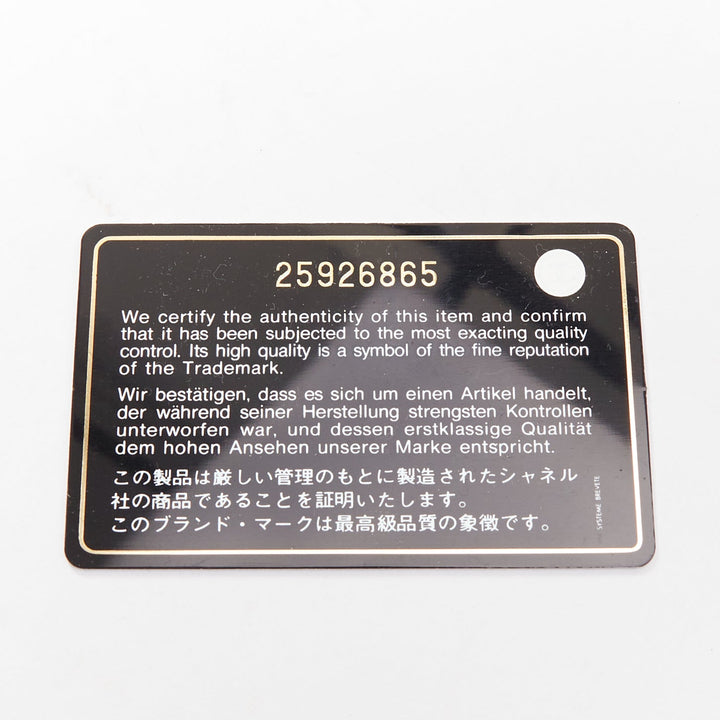 25926865
We certify the authenticity of this item and confirm
that it has been subjected to the most exacting quality
control. Its high quality is a symbol of the fine reputation
of the Trademark.
Wir bestätigen, dass es sich um einen Artikel handelt,
der während seiner Herstellung strengsten Kontrollen
unterworfen war, und dessen erstklassige Qualität
dem hohen Ansehen unserer Marke entspricht.
この製品は厳しい管理のもとに製造されたシャネル
社の商品であることを証明いたします。
このブランド・マークは最高級品質の象徴です。
SYSTEME BREVETE